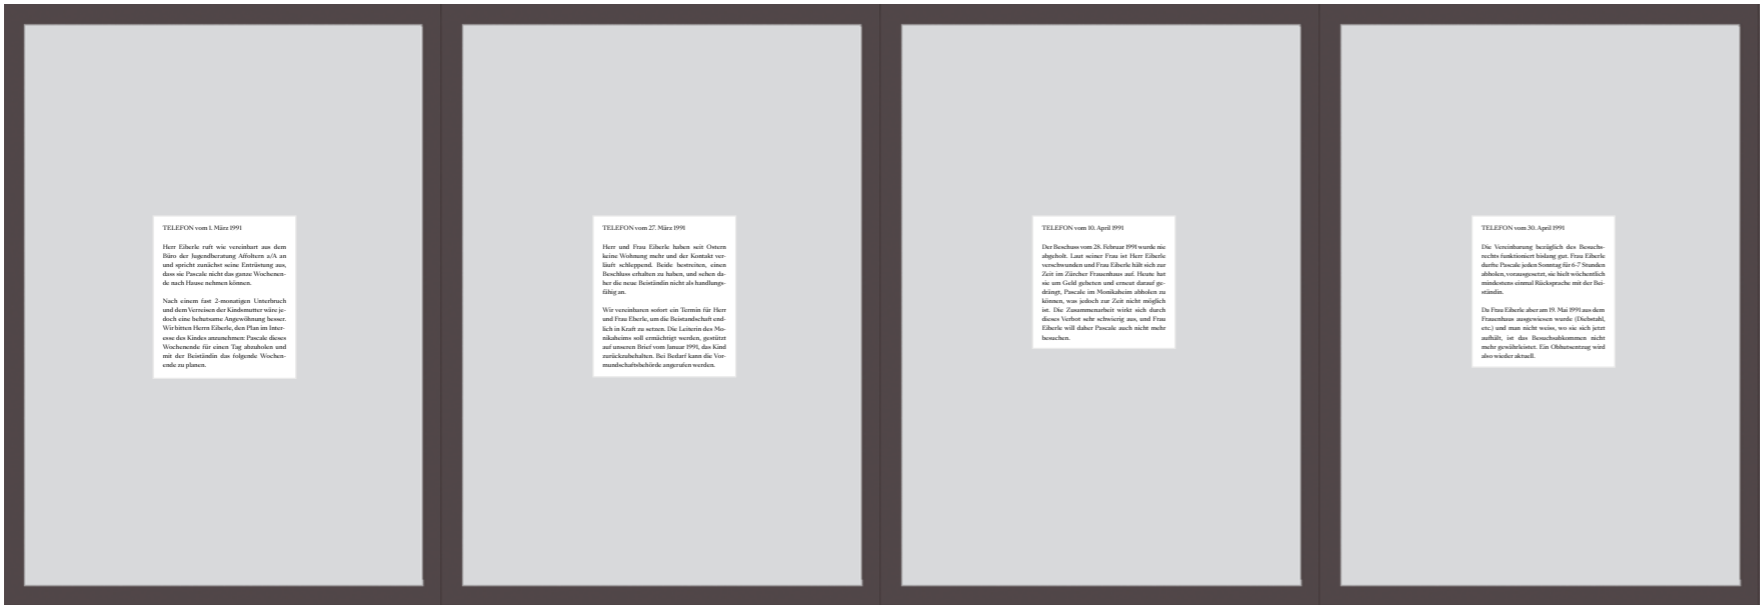 TELEFON vom 1. März 1991
Herr Eiberle ruft wie vereinbart aus dem
Büro der Jugendberatung Affoltern a/A an
und spricht zunächst seine Entrüstung aus,
dass sie Pascale nicht das ganze Wochenen-
de nach Hause nehmen können.
Nach einem fast 2-monatigen Unterbruch
und dem Verreisen der Kindsmutter wäre je-
doch eine behutsame Angewöhnung besser.
Wir bitten Herrn Eiberle, den Plan im Inter-
esse des Kindes anzunehmen: Pascale dieses
Wochenende für einen Tag abzuholen und
mit der Beiständin das folgende Wochen-
ende zu planen.
TELEFON vom 27. März 1991
Herr und Frau Eiberle haben seit Ostern
keine Wohnung mehr und der Kontakt ver-
läuft schleppend. Beide bestreiten, einen
Beschluss erhalten zu haben, und sehen da-
her die neue Beiständin nicht als handlungs-
fähig an.
Wir vereinbaren sofort ein Termin für Herr
und Frau Eberle, um die Beistandschaft end-
lich in Kraft zu setzen. Die Leiterin des Mo-
nikaheims soll ermächtigt werden, gestützt
auf unseren Brief vom Januar 1991, das Kind
zurückzubehalten. Bei Bedarf kann die Vor-
mundschaftsbehörde angerufen werden.
TELEFON vom 10. April 1991
Der Beschuss vom 28. Februar 1991 wurde nie
abgeholt. Laut seiner Frau ist Herr Eiberle
verschwunden und Frau Eiberle hält sich zur
Zeit im Zürcher Frauenhaus auf. Heute hat
sie um Geld gebeten und erneut darauf ge-
drängt, Pascale im Monikaheim abholen zu
können, was jedoch zur Zeit nicht möglich
ist. Die Zusammenarbeit wirkt sich durch
dieses Verbot sehr schwierig aus, und Frau
Eiberle will daher Pascale auch nicht mehr
besuchen.
TELEFON vom 30. April 1991
Die Vereinbarung bezüglich des Besuchs-
rechts funktioniert bislang gut. Frau Eiberle
durfte Pascale jeden Sonntag für 6-7 Stunden
abholen, vorausgesetzt, sie hielt wöchentlich
mindestens einmal Rücksprache mit der Bei-
ständin.
Da Frau Eiberle aber am 19. Mai 1991 aus dem
Frauenhaus ausgewiesen wurde (Diebstahl,
etc.) und man nicht weiss, wo sie sich jetzt
aufhält, ist das Besuchsabkommen nicht
mehr gewährleistet. Ein Obhutsentzug wird
also wieder aktuell.